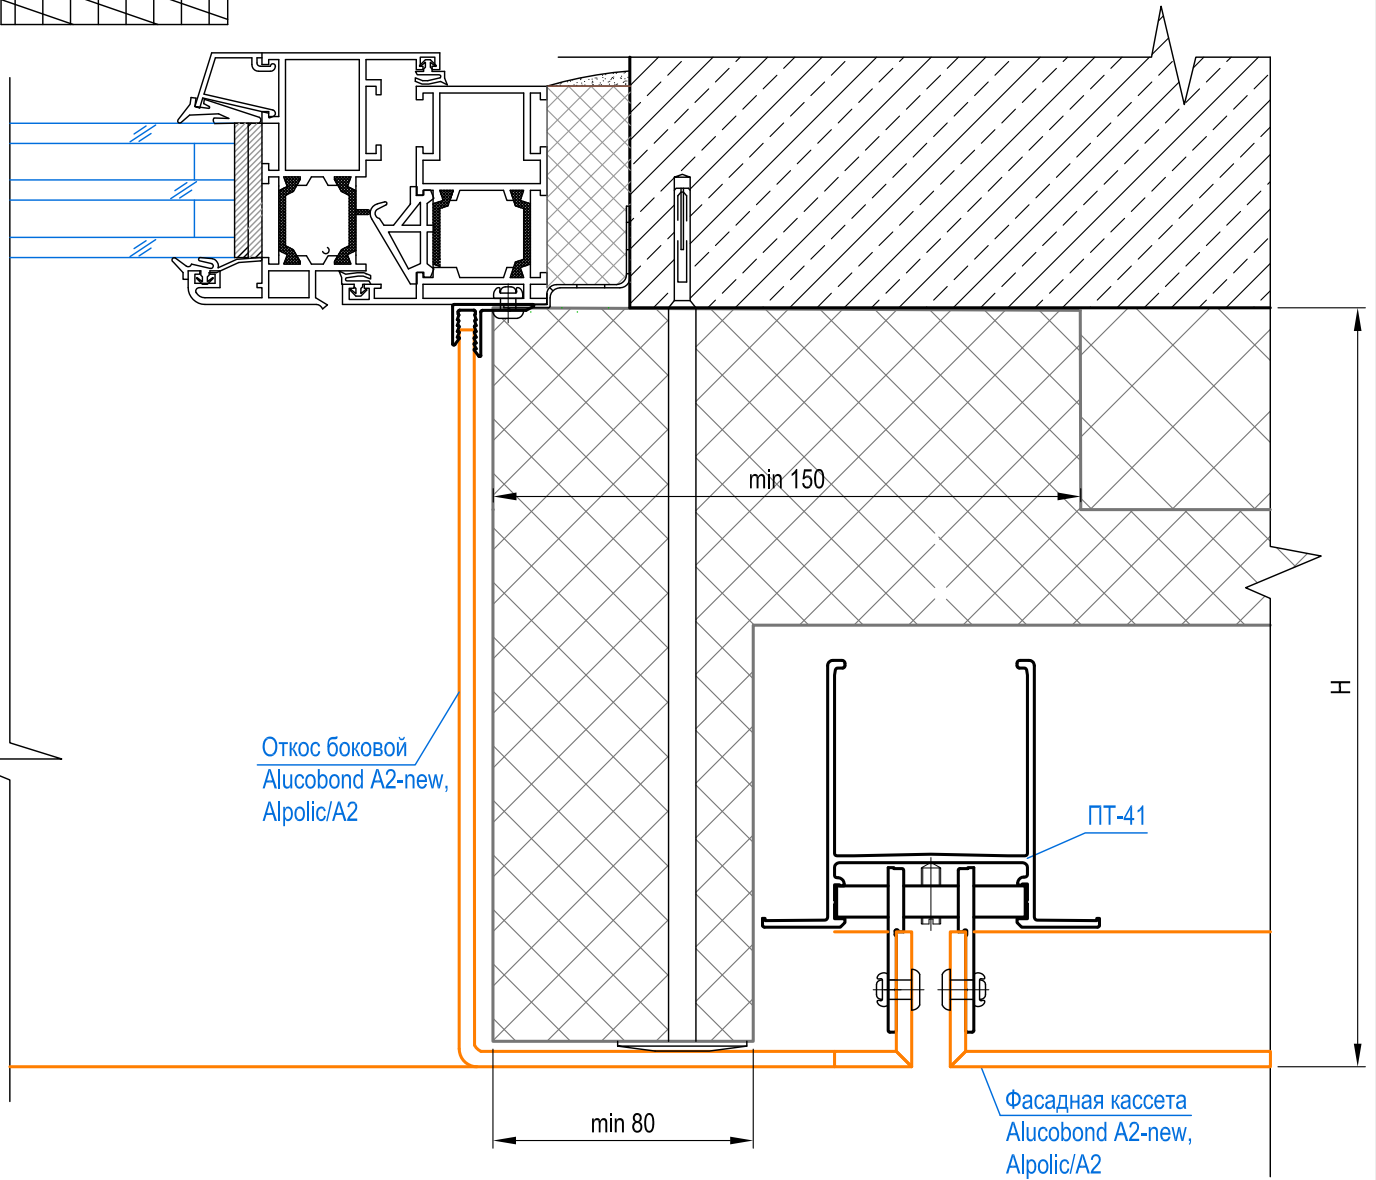 min 150
H
Откос боковой
Alucobond A2-new,
Alpolic/A2
ПТ-41
min 80
Фасадная кассета
Alucobond A2-new,
Alpolic/A2